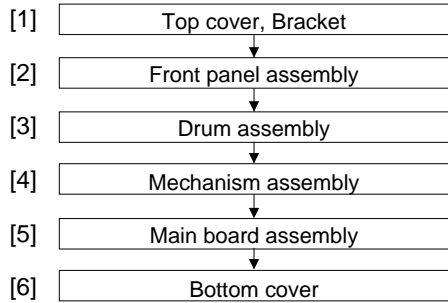 [1] Top cover, Bracket
[2] Front panel assembly
[3] Drum assembly
[4] Mechanism assembly
[5] Main board assembly
[6] Bottom cover